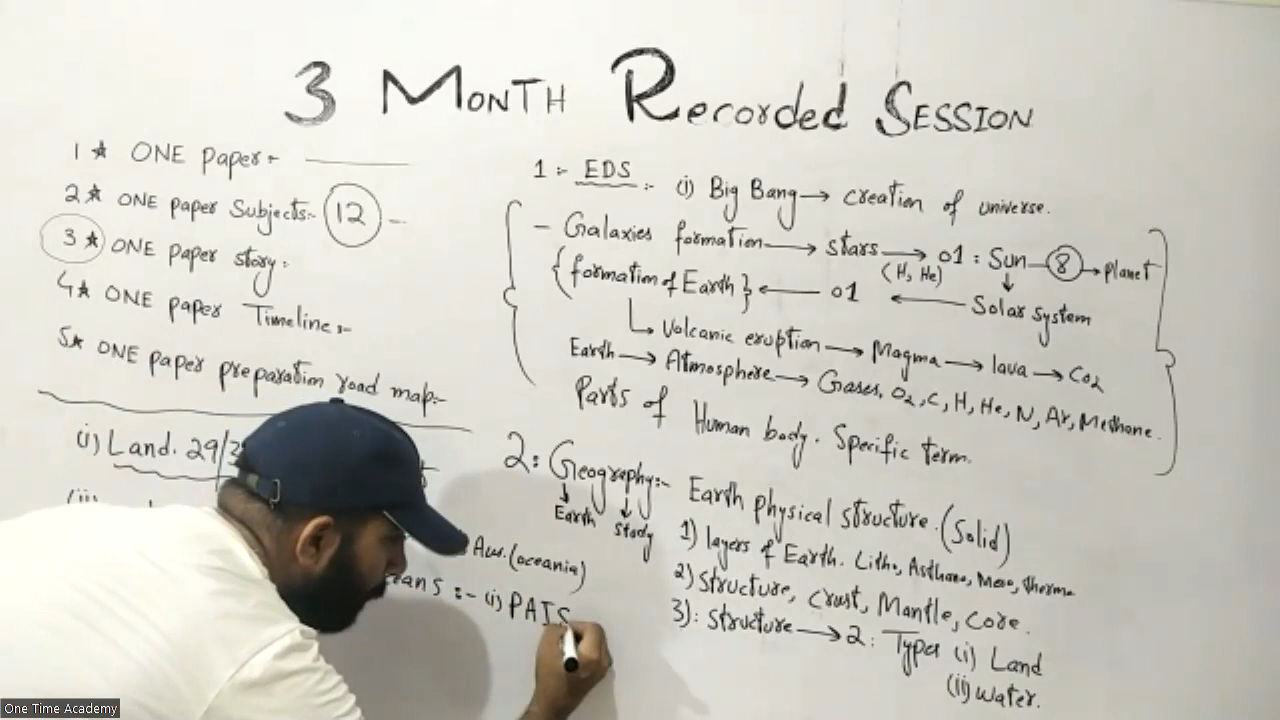 3 MONTH Recorded SESSION
1 ★ ONE paper:-
2 ★ ONE paper Subjects:- 12 -
3 ★ ONE paper story:
4 ★ ONE paper Timeline:-
5 ★ ONE paper preparation road map:-
(i) Land. 29/
(ii)
Aus. (oceania)
eans :- (i) PAIS
1:- EDS :- (i) Big Bang → creation of universe.
- Galaxies formation → stars → 01 : Sun - 8 → planet
(H, He)
{formation of Earth} ← 01 ← Solar system
↳ Volcanic eruption → Magma → lava → CO2
Earth → Atmosphere → Gases, O2, C, H, He, N, Ar, Methane.
Parts of Human body. Specific term.
2: Geography:- Earth physical structure. (Solid)
Earth study
1) layers of Earth. Litho, Astheno, Meso, thermo
2) Structure, Crust, Mantle, Core.
3): Structure → 2: Types (i) Land
(ii) water.
One Time Academy